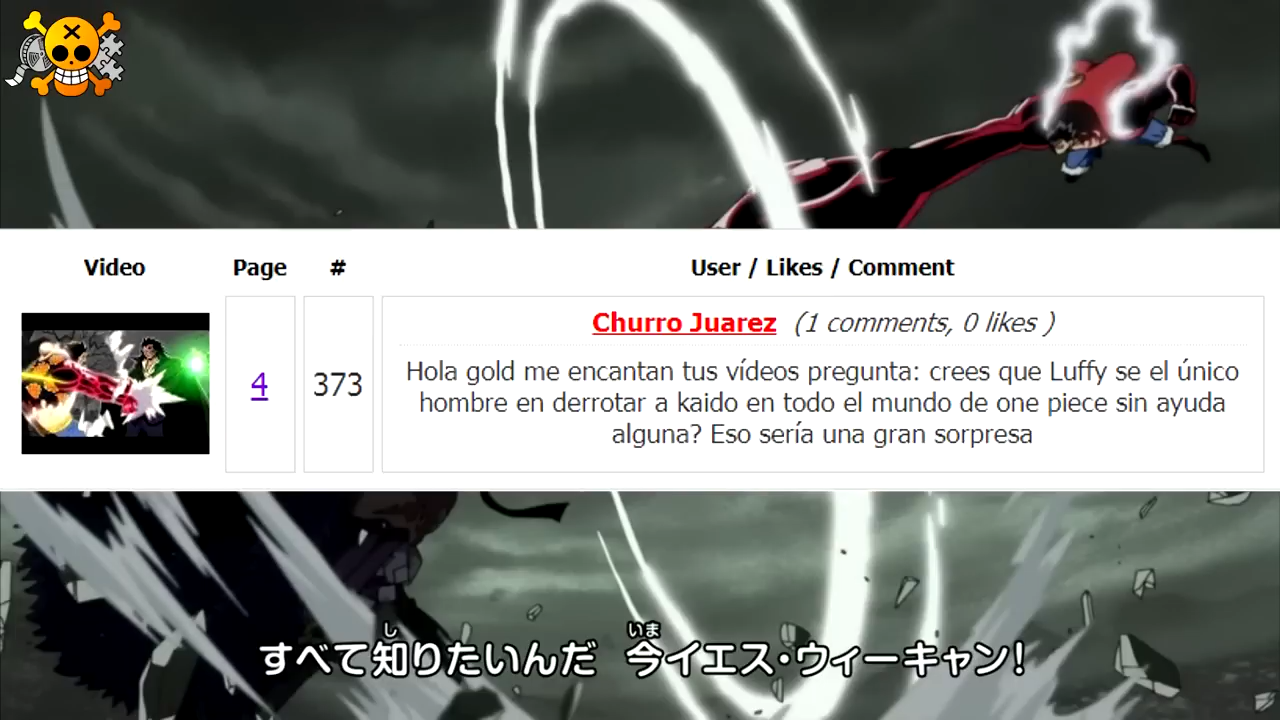 Video Page # User / Likes / Comment
Churro Juarez (1 comments, 0 likes )
4 373
Hola gold me encantan tus vídeos pregunta: crees que Luffy se el único
hombre en derrotar a kaido en todo el mundo de one piece sin ayuda
alguna? Eso sería una gran sorpresa
し いま
すべて知りたいんだ 今イエス・ウィーキャン!